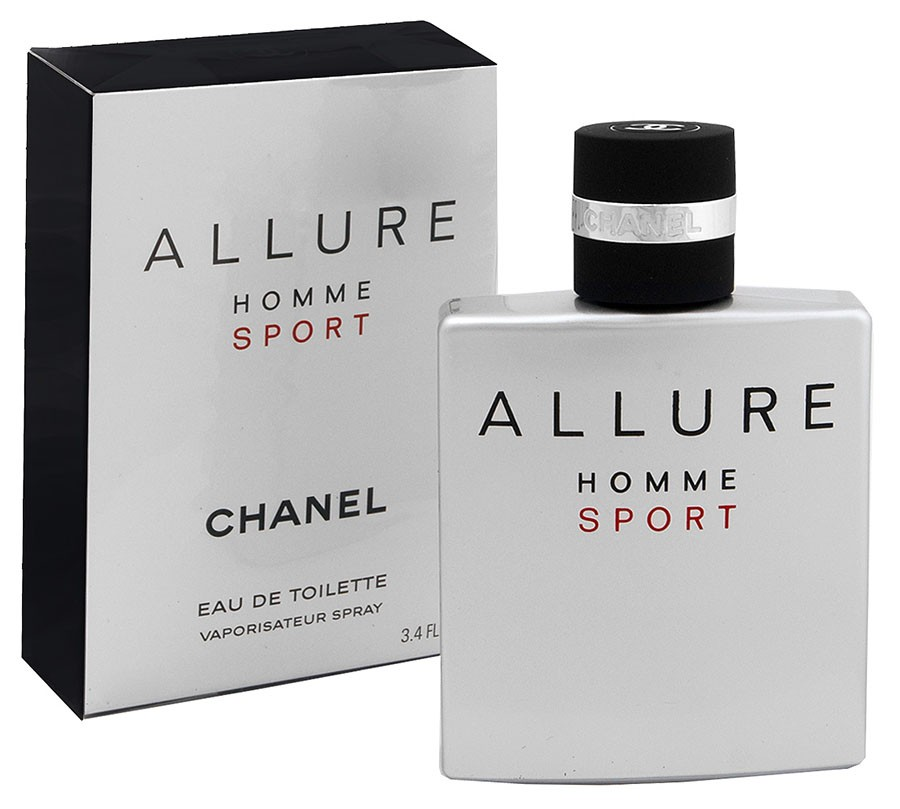 ALLURE
HOMME
SPORT
CHANEL
EAU DE TOILETTE
VAPORISATEUR SPRAY
3.4 FL
CHANEL
ALLURE
HOMME
SPORT